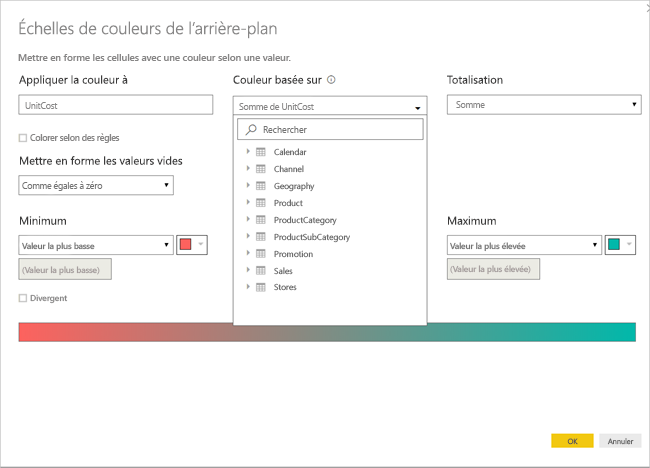 Échelles de couleurs de l'arrière-plan
Mettre en forme les cellules avec une couleur selon une valeur.
Appliquer la couleur à
Couleur basée sur
Totalisation
UnitCost
Somme de UnitCost
Somme
Rechercher
Colorer selon des règles
Mettre en forme les valeurs vides
Comme égales à zéro
Calendar
Channel
Geography
Product
ProductCategory
ProductSubCategory
Promotion
Sales
Stores
Minimum
Maximum
Valeur la plus basse
Valeur la plus élevée
(Valeur la plus basse)
(Valeur la plus élevée)
Divergent
OK
Annuler